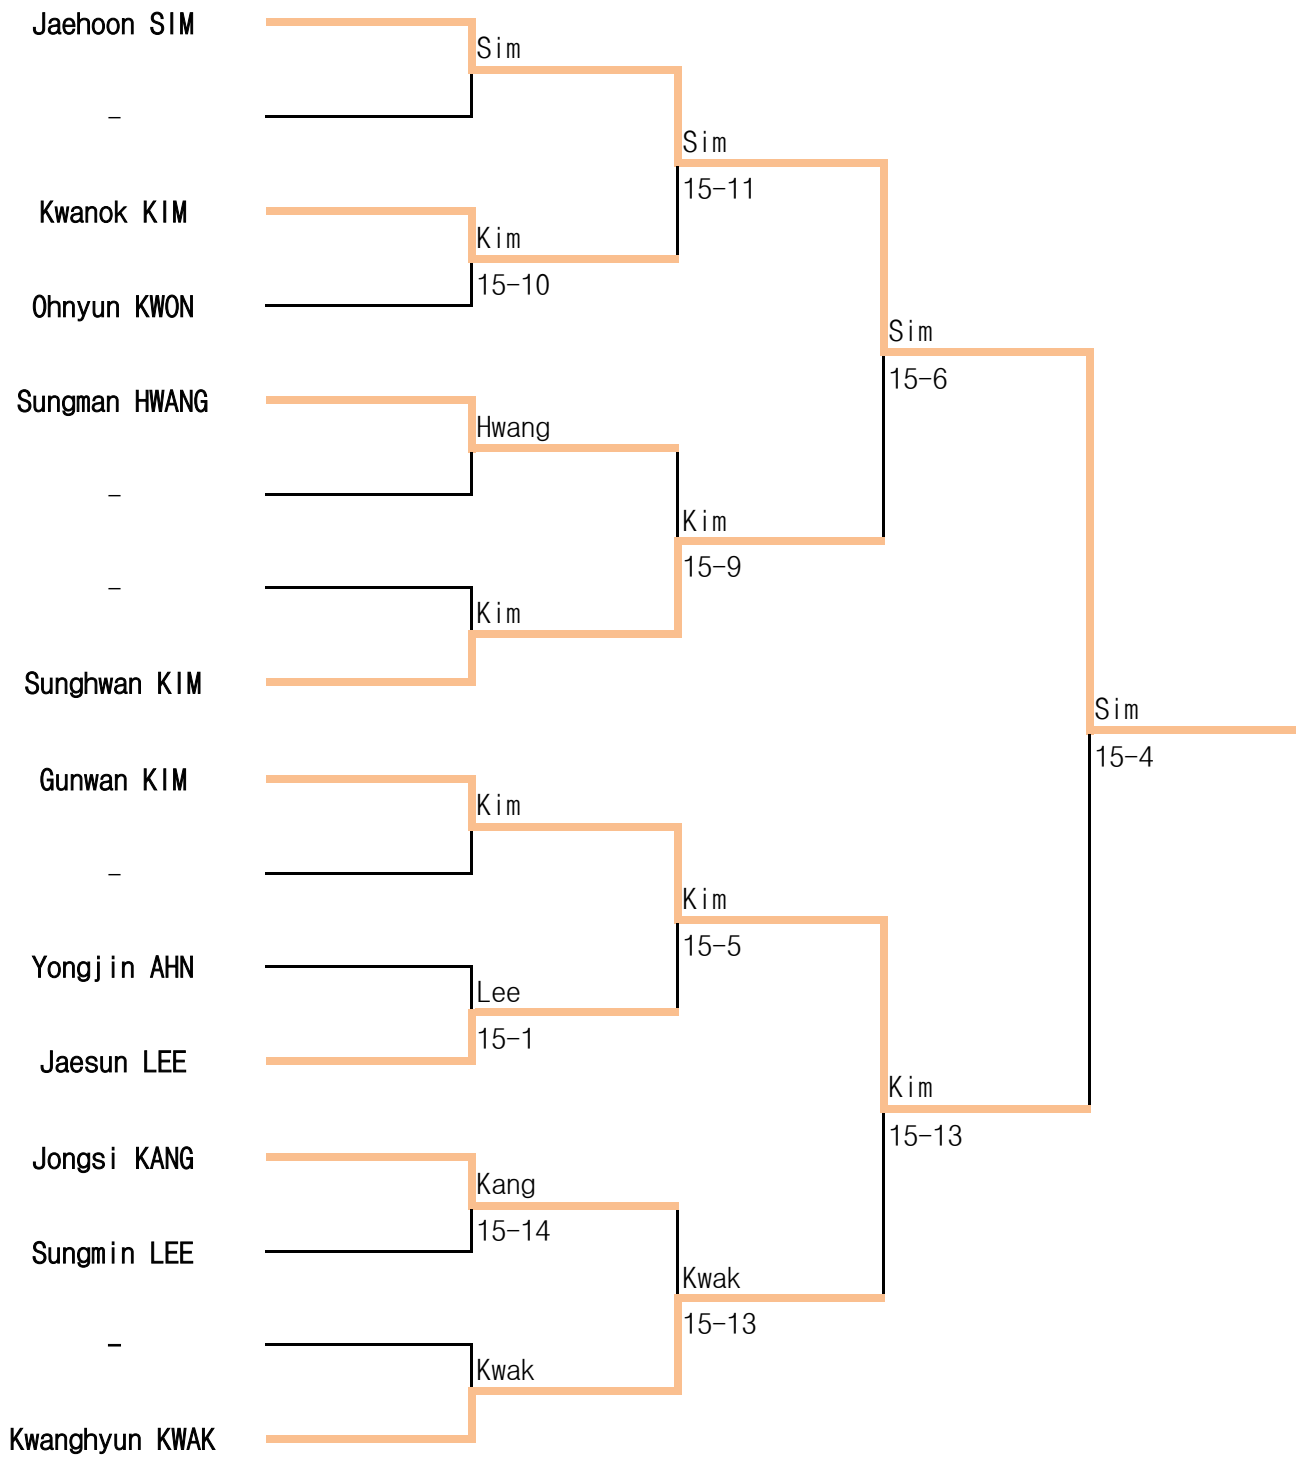 Jaehoon SIM
-
Kwanok KIM
Ohnyun KWON
Sungman HWANG
-
-
Sunghwan KIM
Gunwan KIM
-
Yongjin AHN
Jaesun LEE
Jongsi KANG
Sungmin LEE
-
Kwanghyun KWAK
Sim
Kim
15-10
Hwang
Kim
Kim
Lee
15-1
Kang
15-14
Kwak
Sim
15-11
Kim
15-9
Kim
15-5
Kwak
15-13
Sim
15-6
Kim
15-13
Sim
15-4